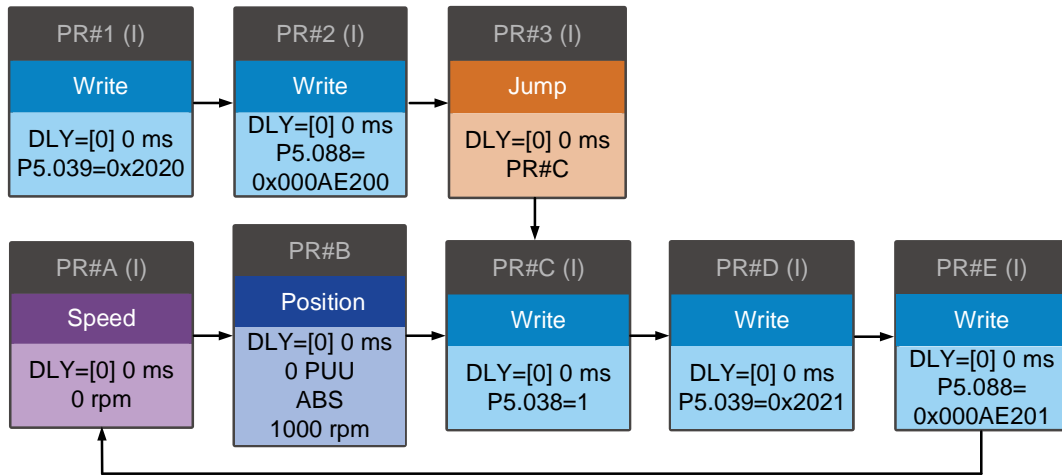 PR#1 (I)
Write
DLY=[0] 0 ms
P5.039=0x2020
PR#2 (I)
Write
DLY=[0] 0 ms
P5.088=
0x000AE200
PR#3 (I)
Jump
DLY=[0] 0 ms
PR#C
PR#A (I)
Speed
DLY=[0] 0 ms
0 rpm
PR#B
Position
DLY=[0] 0 ms
0 PUU
ABS
1000 rpm
PR#C (I)
Write
DLY=[0] 0 ms
P5.038=1
PR#D (I)
Write
DLY=[0] 0 ms
P5.039=0x2021
PR#E (I)
Write
DLY=[0] 0 ms
P5.088=
0x000AE201